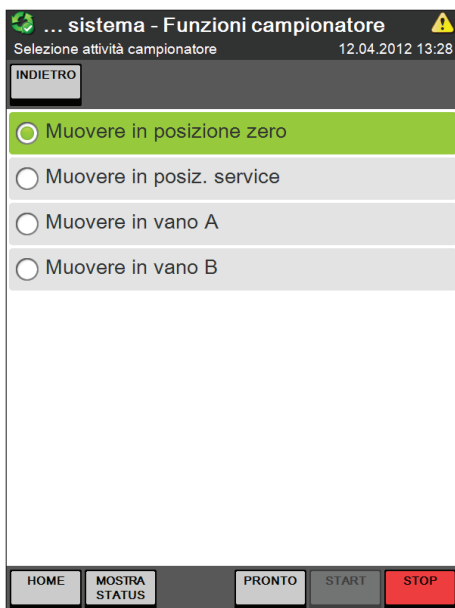 ... sistema - Funzioni campionatore
Selezione attività campionatore 12.04.2012 13:28
INDIETRO
Muovere in posizione zero
Muovere in posiz. service
Muovere in vano A
Muovere in vano B
HOME MOSTRA STATUS PRONTO START STOP